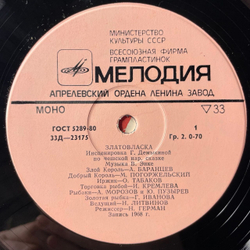 МИНИСТЕРСТВО
КУЛЬТУРЫ СССР
ВСЕСОЮЗНАЯ ФИРМА
ГРАМПЛАСТИНОК
МЕЛОДИЯ
АПРЕЛЕВСКИЙ ОРДЕНА ЛЕНИНА ЗАВОД
МОНО
33
ГОСТ 5289-80
1
33Д—23175
Гр. 2. 0-70
ЗЛАТОВЛАСКА
Инсценировка Г.
по чешской нар. сказке
Музыка В.
Злой Король—А. БАРАНЦЕВ
Добрый Король—М. ПОГОРЖЕЛЬСКИЙ
Иржик—О. ТАБАКОВ
Торговка рыбой—И. КРЕМЛЕВА
Рыбаки—А. МОРОЗОВ и Ю. ПУЗЫРЕВ
Золотая рыбка—Г. ИВАНОВА
Ведущий—Н. ЛИТВИНОВ
Режиссер—Н. ГЕРМАН
Запись 1968 г.